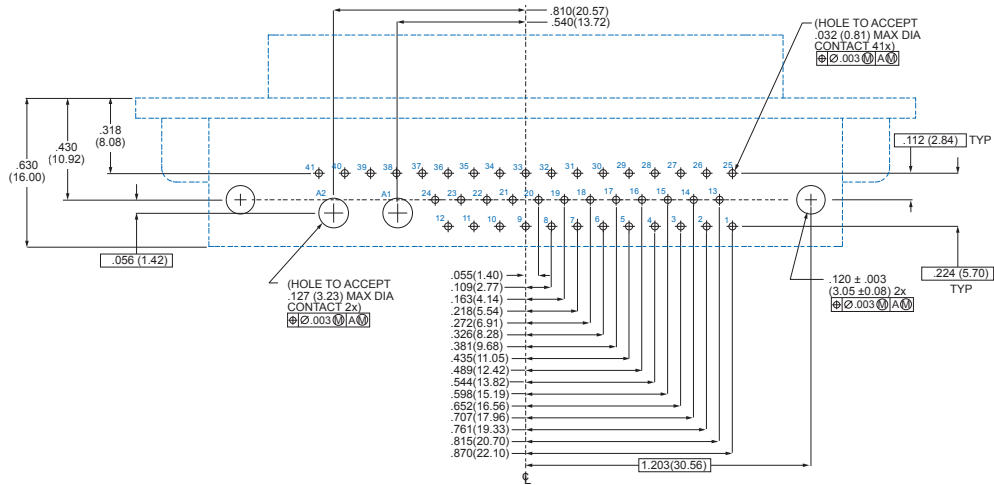 .810(20.57)
.540(13.72)
(HOLE TO ACCEPT
.032 (0.81) MAX DIA
CONTACT 41x)
⌖ Ø.003 Ⓜ A Ⓜ
.318
(8.08)
.430
(10.92)
.630
(16.00)
.112 (2.84) TYP
41 40 39 38 37 36 35 34 33 32 31 30 29 28 27 26 25
A2 A1 24 23 22 21 20 19 18 17 16 15 14 13
12 11 10 9 8 7 6 5 4 3 2 1
.056 (1.42)
.224 (5.70)
TYP
(HOLE TO ACCEPT
.127 (3.23) MAX DIA
CONTACT 2x)
⌖ Ø.003 Ⓜ A Ⓜ
.120 ± .003
(3.05 ±0.08) 2x
⌖ Ø.003 Ⓜ A Ⓜ
.055(1.40)
.109(2.77)
.163(4.14)
.218(5.54)
.272(6.91)
.326(8.28)
.381(9.68)
.435(11.05)
.489(12.42)
.544(13.82)
.598(15.19)
.652(16.56)
.707(17.96)
.761(19.33)
.815(20.70)
.870(22.10)
1.203(30.56)
℄